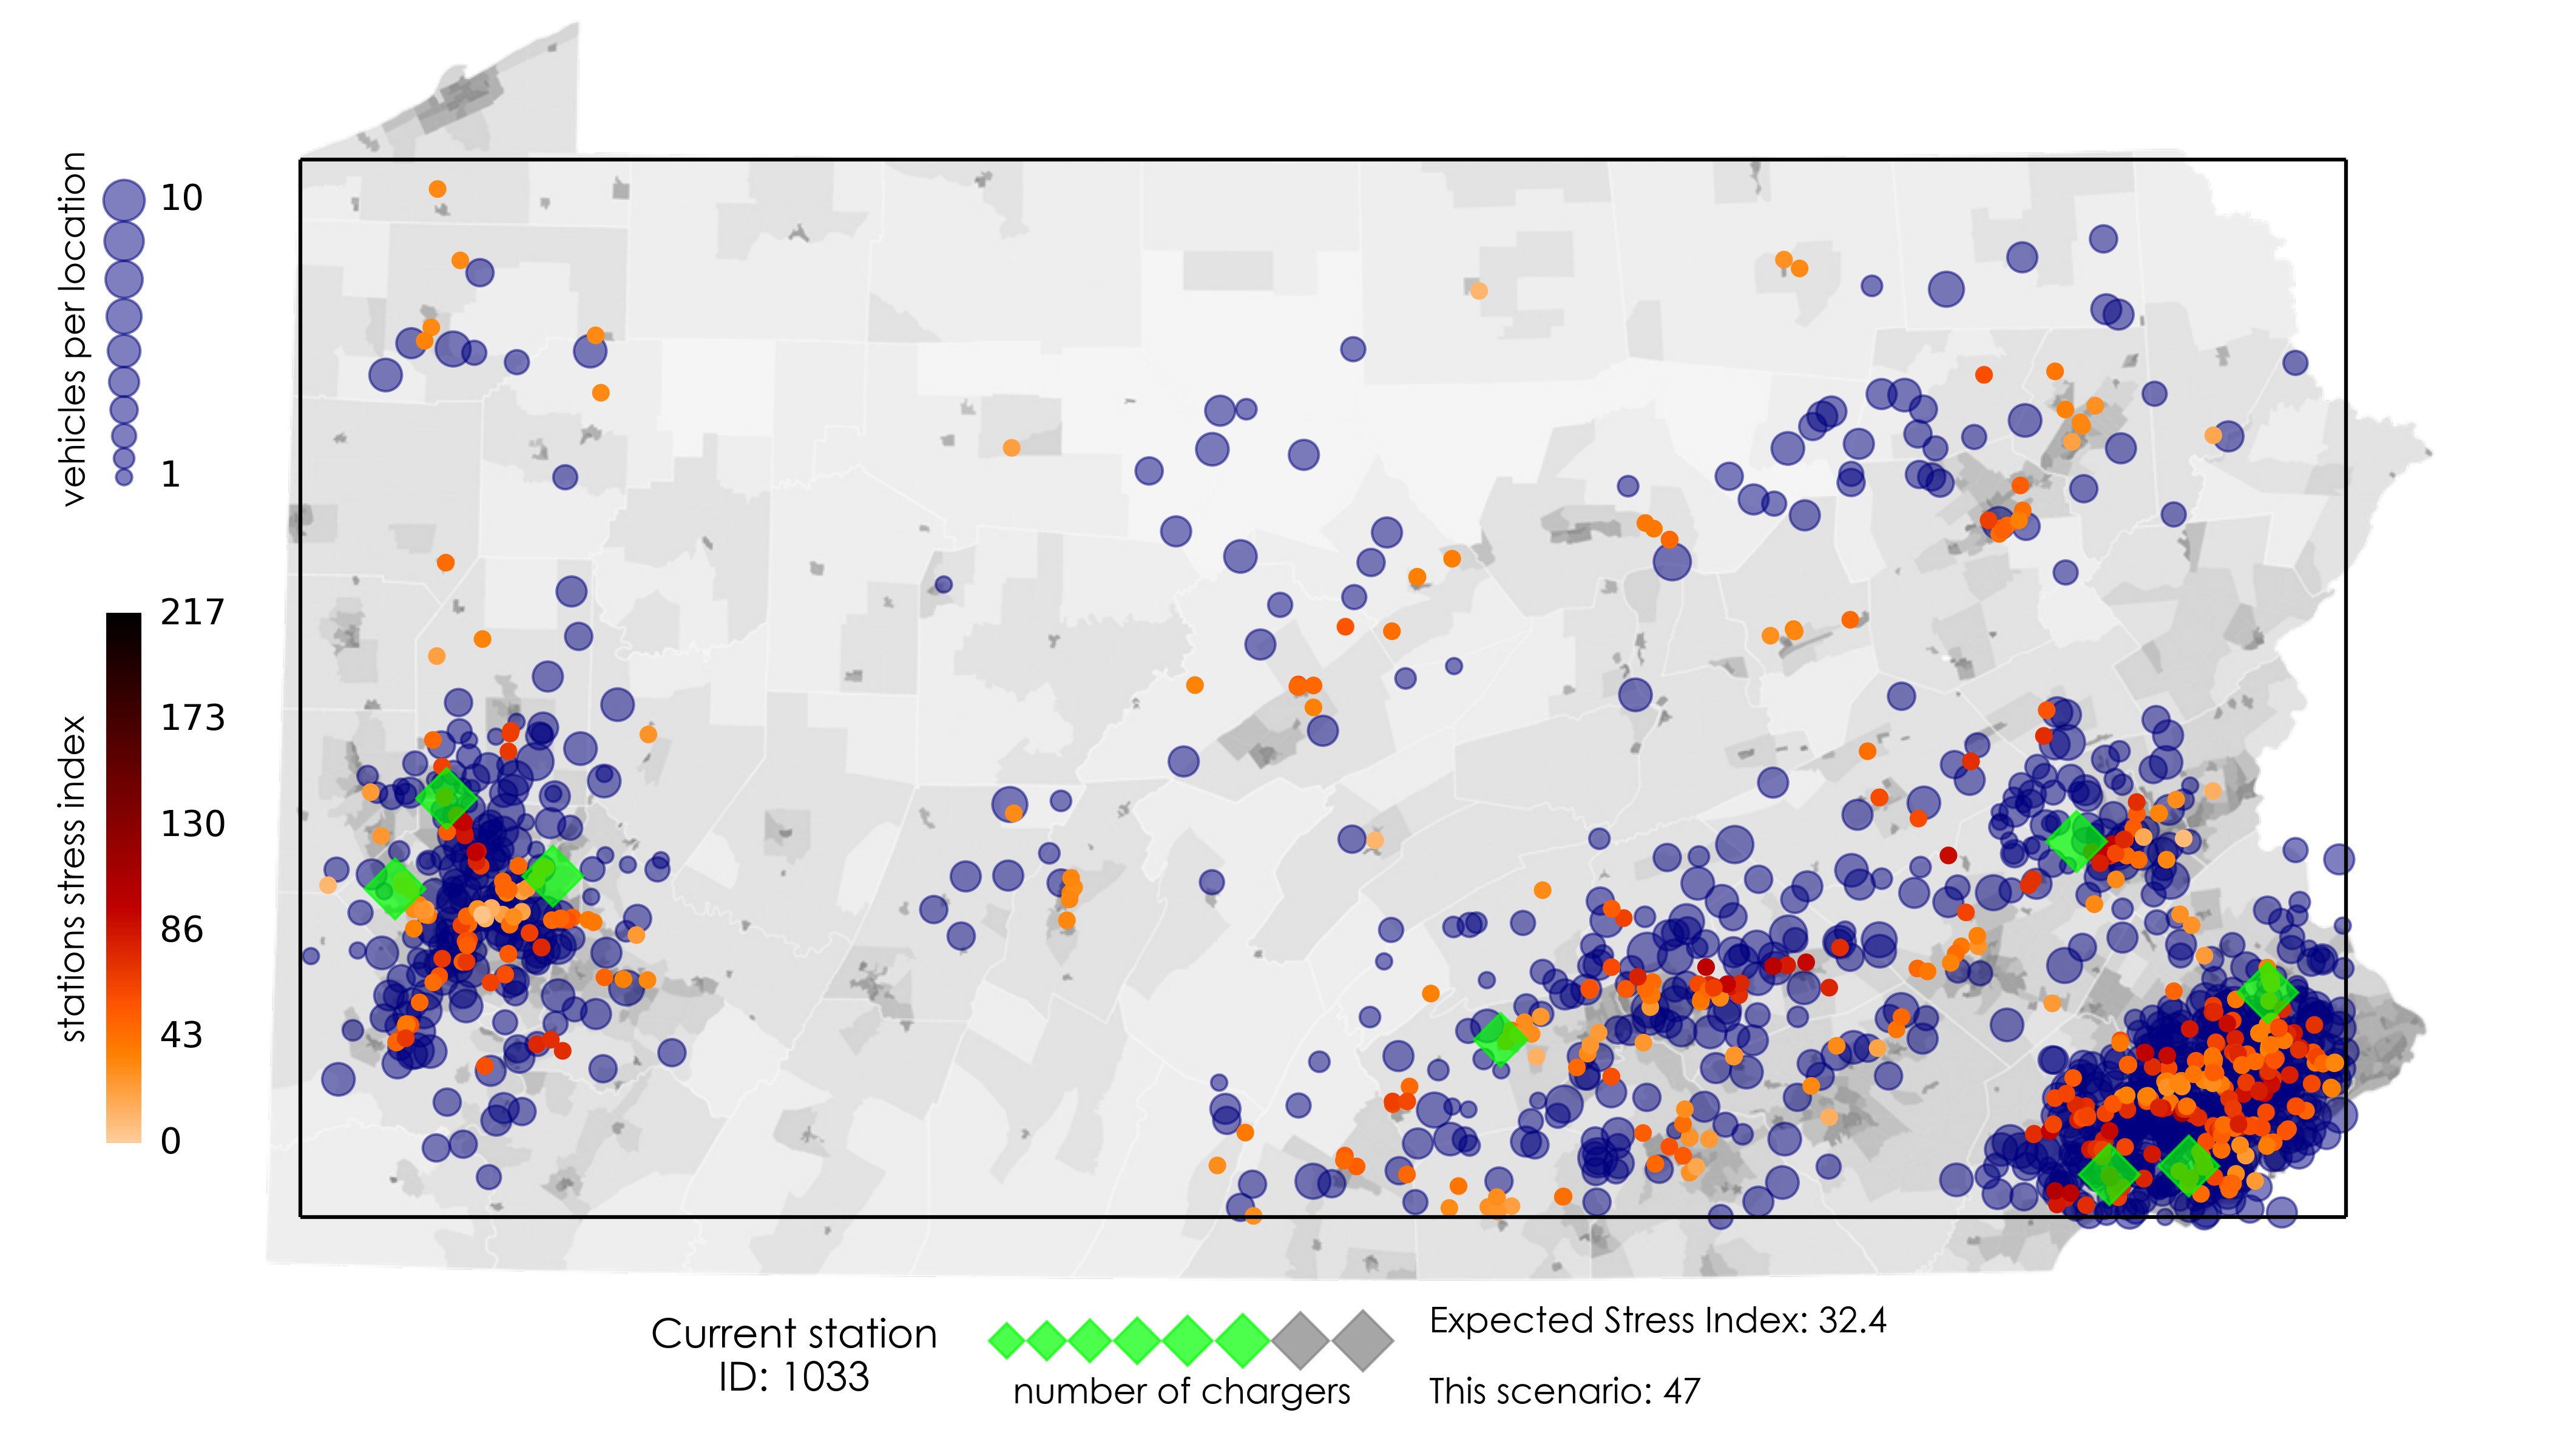 vehicles per location
10
1
stations stress index
217
173
130
86
43
0
Current station
ID: 1033
number of chargers
Expected Stress Index: 32.4
This scenario: 47